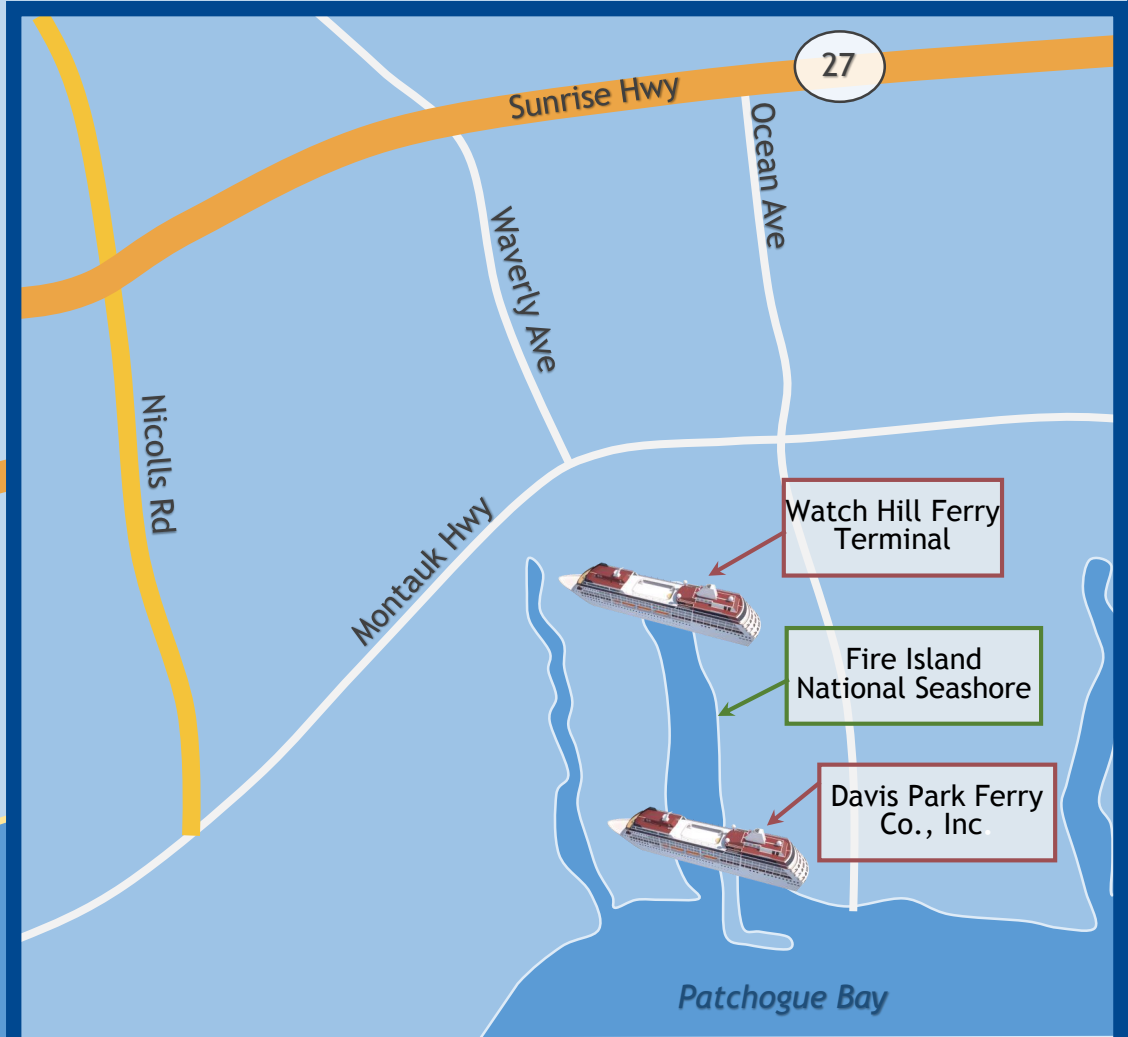 27
Sunrise Hwy
Ocean Ave
Waverly Ave
Nicolls Rd
Montauk Hwy
Watch Hill Ferry
Terminal
Fire Island
National Seashore
Davis Park Ferry
Co., Inc.
Patchogue Bay